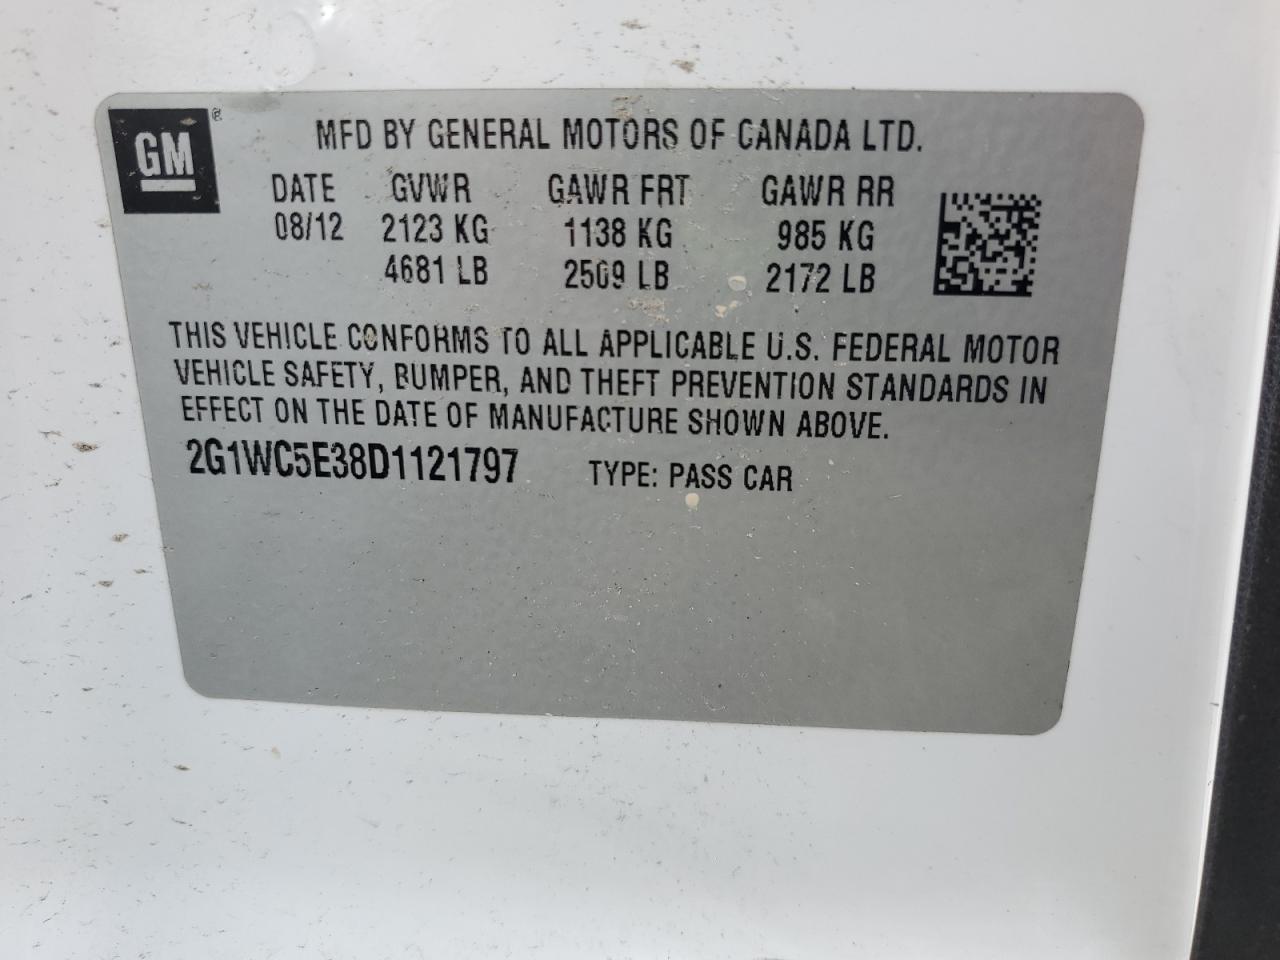 GM ®
MFD BY GENERAL MOTORS OF CANADA LTD.
DATE GVWR GAWR FRT GAWR RR
08/12 2123 KG 1138 KG 985 KG
4681 LB 2509 LB 2172 LB
THIS VEHICLE CONFORMS TO ALL APPLICABLE U.S. FEDERAL MOTOR
VEHICLE SAFETY, BUMPER, AND THEFT PREVENTION STANDARDS IN
EFFECT ON THE DATE OF MANUFACTURE SHOWN ABOVE.
2G1WC5E38D1121797 TYPE: PASS CAR